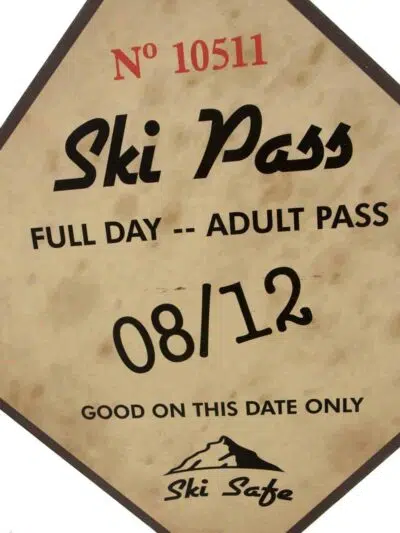 Nº 10511
Ski Pass
FULL DAY -- ADULT PASS
08/12
GOOD ON THIS DATE ONLY
Ski Safe